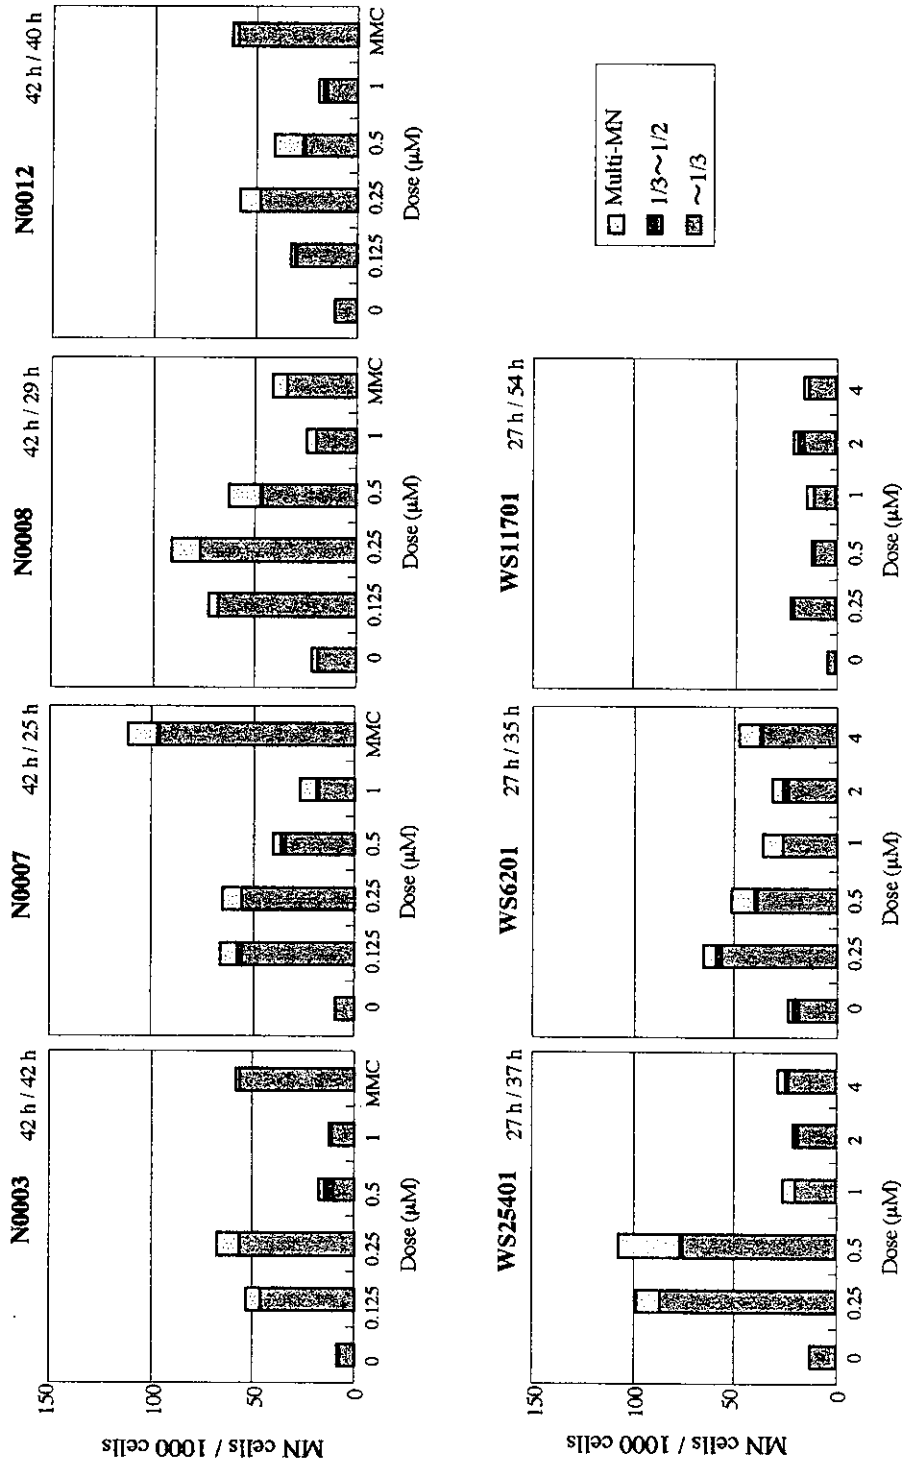 N0003
42 h / 42 h
150
100
50
0
MN cells / 1000 cells
0 0.125 0.25 0.5 1 MMC
Dose (μM)
N0007
42 h / 25 h
0 0.125 0.25 0.5 1 MMC
Dose (μM)
N0008
42 h / 29 h
0 0.125 0.25 0.5 1 MMC
Dose (μM)
N0012
42 h / 40 h
0 0.125 0.25 0.5 1 MMC
Dose (μM)
WS25401
27 h / 37 h
150
100
50
0
MN cells / 1000 cells
0 0.25 0.5 1 2 4
Dose (μM)
WS6201
27 h / 35 h
0 0.25 0.5 1 2 4
Dose (μM)
WS11701
27 h / 54 h
0 0.25 0.5 1 2 4
Dose (μM)
Multi-MN
1/3~1/2
~1/3